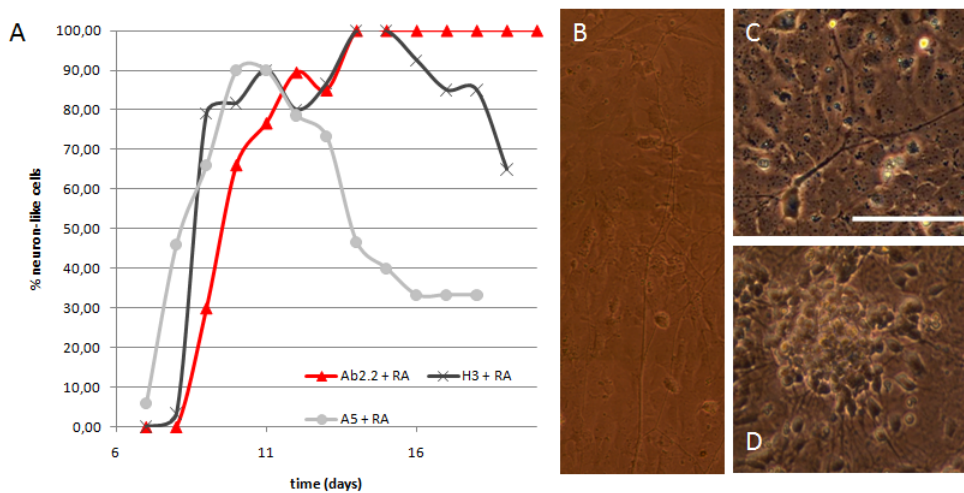 A
B
C
D
100,00
90,00
80,00
70,00
60,00
50,00
40,00
30,00
20,00
10,00
0,00
% neuron-like cells
6
11
16
time (days)
Ab2.2 + RA
H3 + RA
A5 + RA